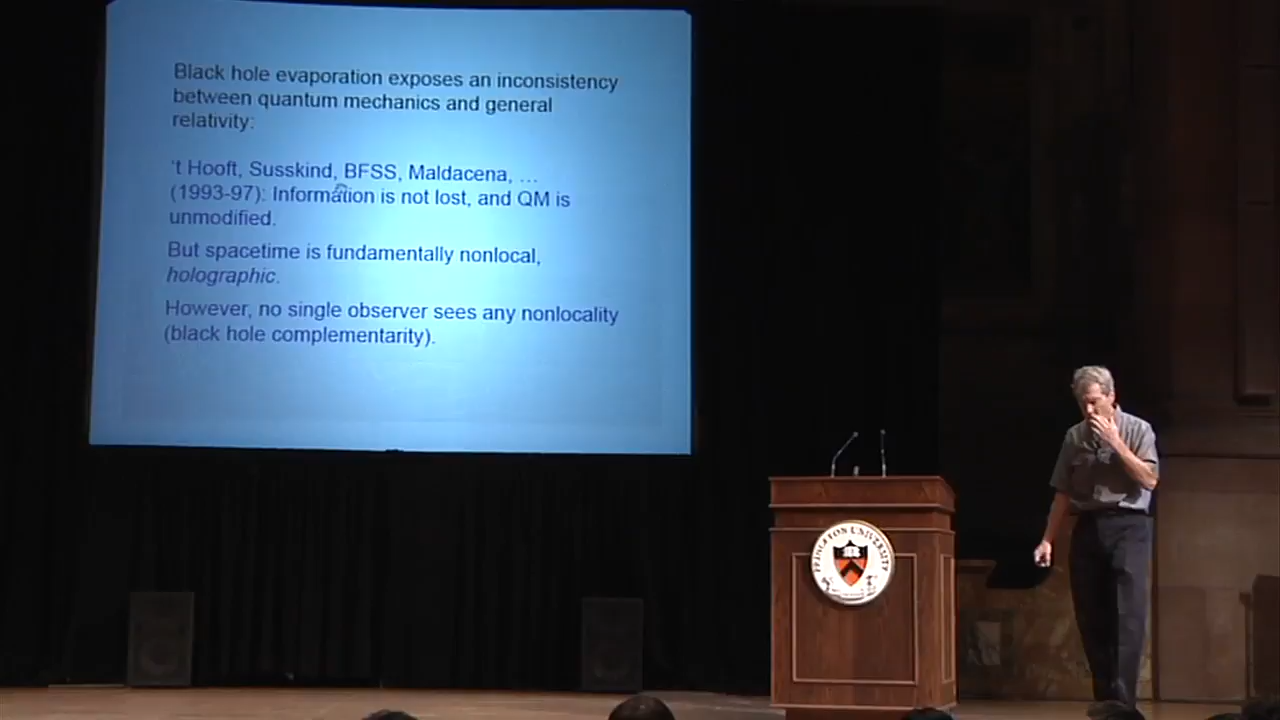 Black hole evaporation exposes an inconsistency
between quantum mechanics and general
relativity:
't Hooft, Susskind, BFSS, Maldacena, …
(1993-97): Information is not lost, and QM is
unmodified.
But spacetime is fundamentally nonlocal,
holographic.
However, no single observer sees any nonlocality
(black hole complementarity).
PRINCETON UNIVERSITY